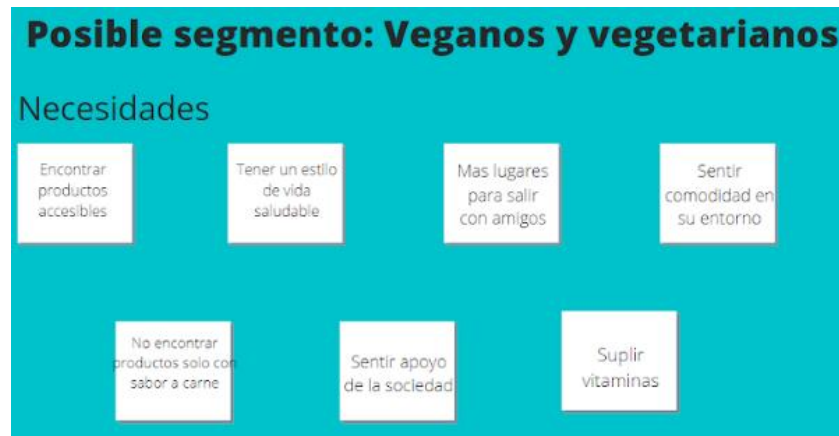 Posible segmento: Veganos y vegetarianos
Necesidades
Encontrar
productos
accesibles
Tener un estilo
de vida
saludable
Mas lugares
para salir
con amigos
Sentir
comodidad en
su entorno
No encontrar
productos solo con
sabor a carne
Sentir apoyo
de la sociedad
Suplir
vitaminas